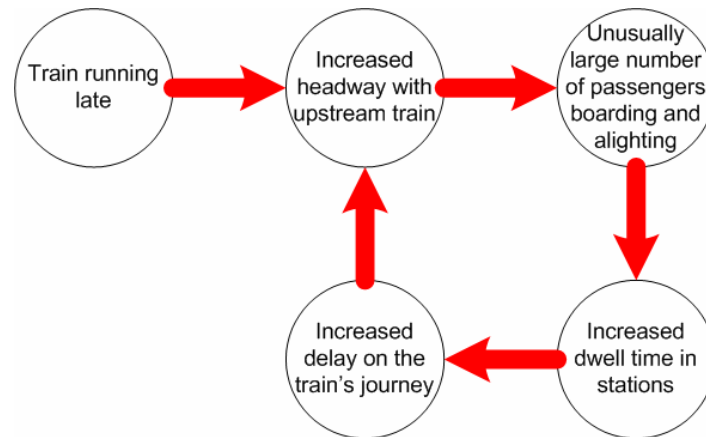 Train running
late
Increased
headway with
upstream train
Unusually
large number
of passengers
boarding and
alighting
Increased
dwell time in
stations
Increased
delay on the
train's journey